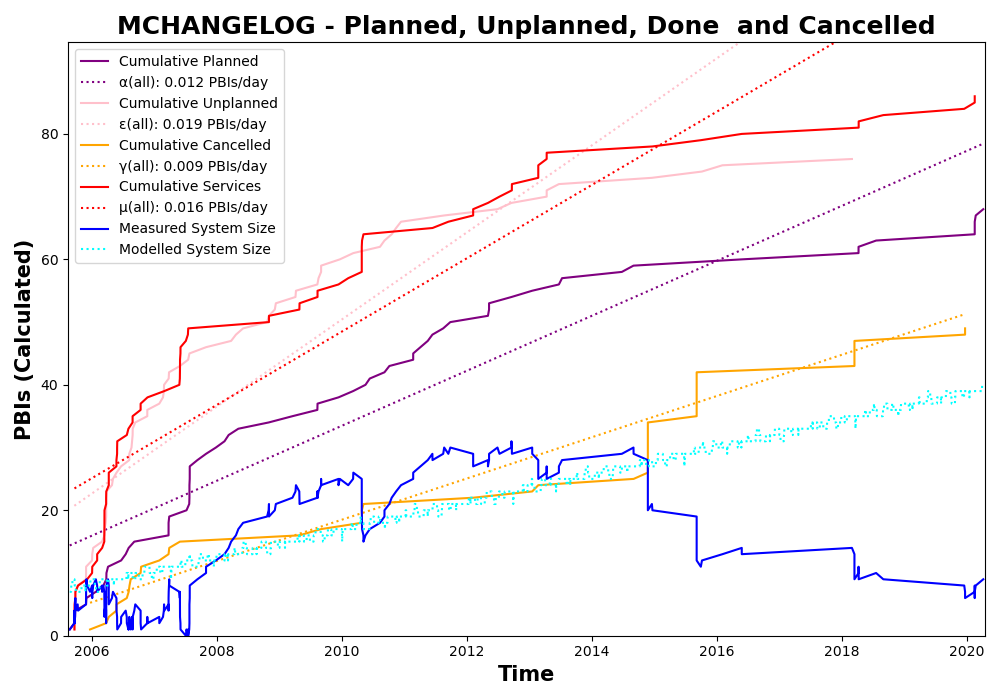 MCHANGELOG - Planned, Unplanned, Done  and Cancelled
Cumulative Planned
α(all): 0.012 PBIs/day
Cumulative Unplanned
ε(all): 0.019 PBIs/day
Cumulative Cancelled
γ(all): 0.009 PBIs/day
Cumulative Services
μ(all): 0.016 PBIs/day
Measured System Size
Modelled System Size
PBIs (Calculated)
80
60
40
20
0
2006 2008 2010 2012 2014 2016 2018 2020
Time